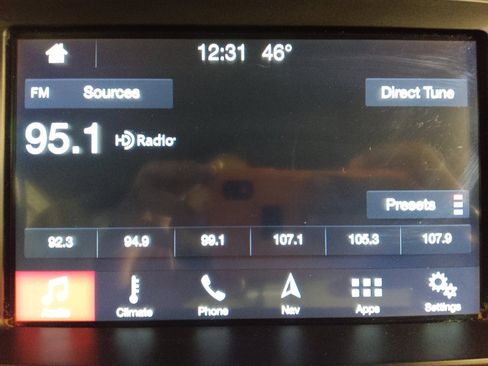 12:31 46°
FM Sources Direct Tune
95.1 HD Radio
Presets
92.3 94.9 99.1 107.1 105.3 107.9
Audio Climate Phone Nav Apps Settings